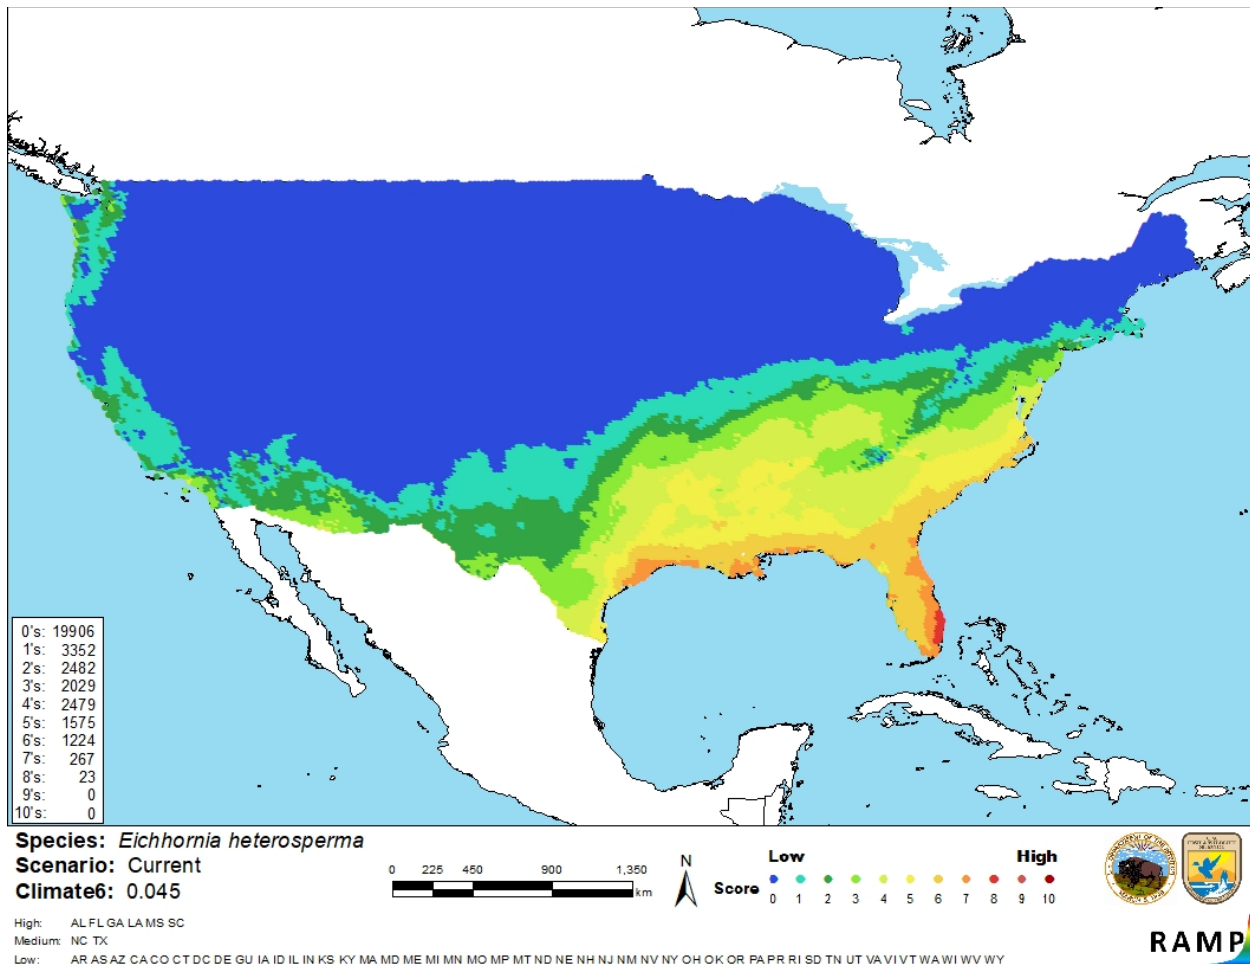 0's: 19906
1's: 3352
2's: 2482
3's: 2029
4's: 2479
5's: 1575
6's: 1224
7's: 267
8's: 23
9's: 0
10's: 0
Species: Eichhornia heterosperma
Scenario: Current
Climate6: 0.045
0 225 450 900 1,350
km
N
Low High
Score
0 1 2 3 4 5 6 7 8 9 10
High: AL FL GA LA MS SC
Medium: NC TX
Low: AR AS AZ CA CO CT DC DE GU IA ID IL IN KS KY MA MD ME MI MN MO MP MT ND NE NH NJ NM NV NY OH OK OR PA PR RI SD TN UT VA VI VT WA WI WV WY
RAMP